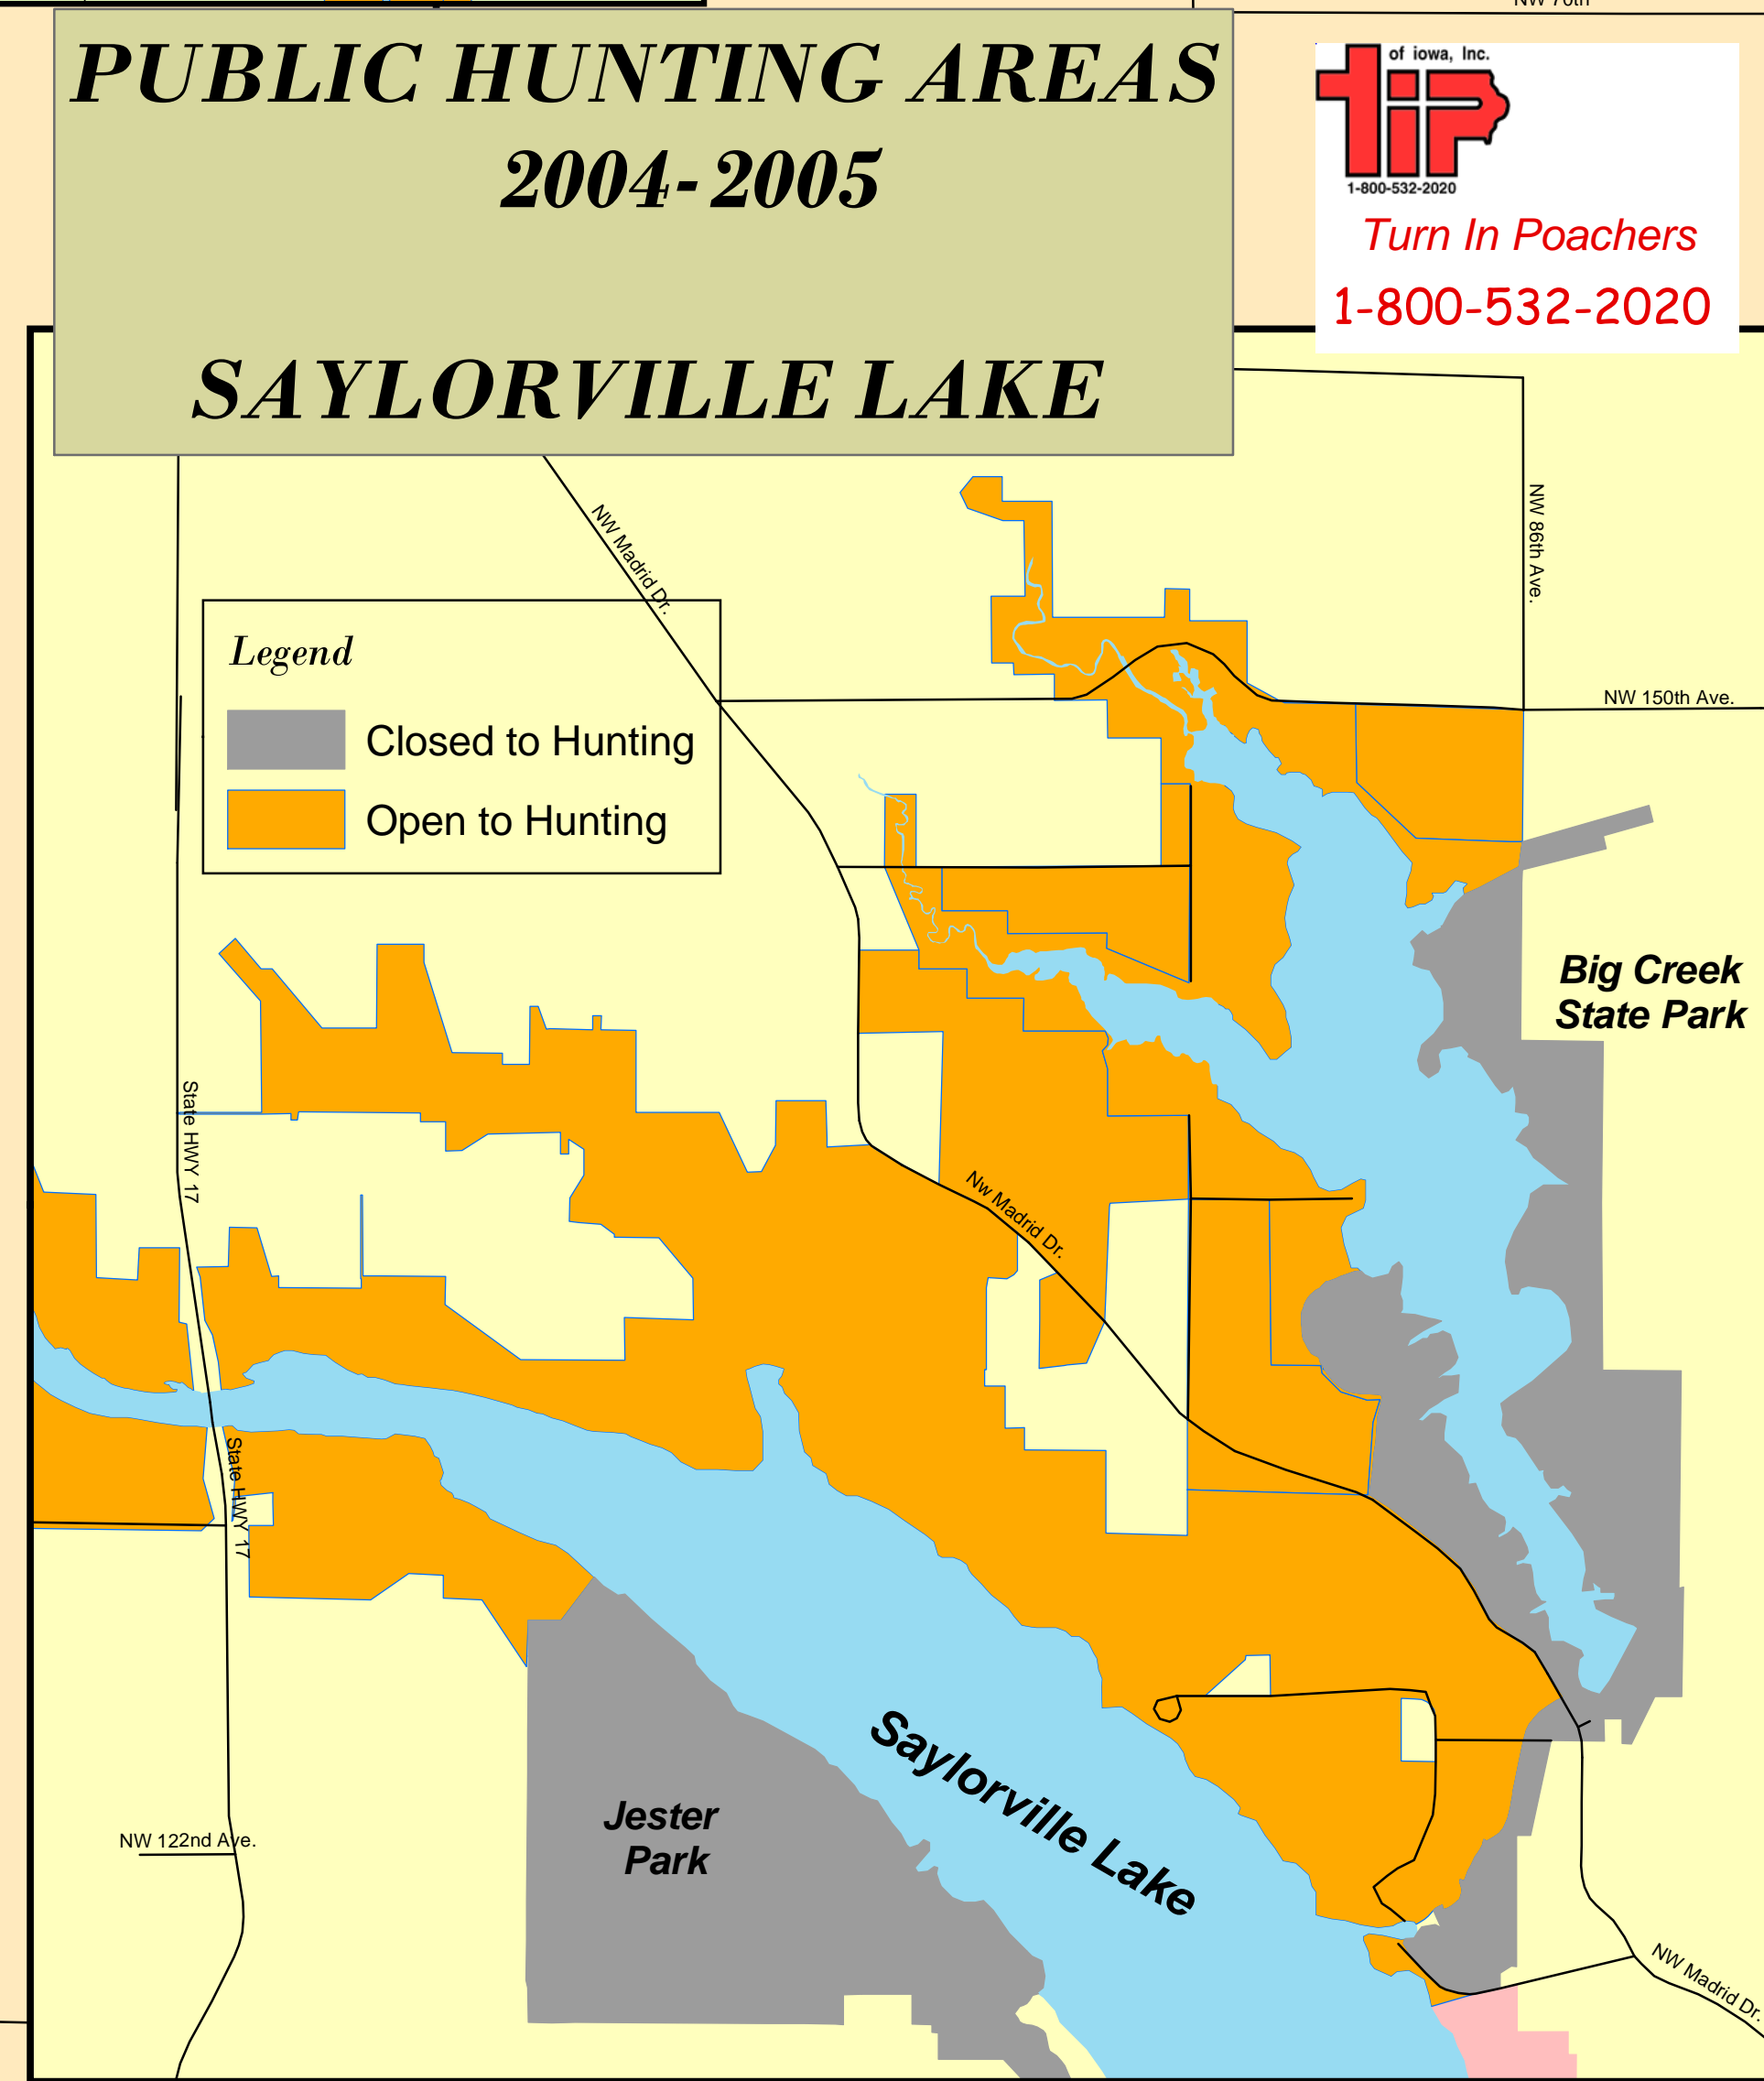 NW 70th
PUBLIC HUNTING AREAS
2004-2005
SAYLORVILLE LAKE
of iowa, Inc.
TiP
1-800-532-2020
Turn In Poachers
1-800-532-2020
NW Madrid Dr.
NW 86th Ave.
Legend
Closed to Hunting
Open to Hunting
NW 150th Ave.
Big Creek
State Park
State HWY 17
Nw Madrid Dr.
State HWY 17
Saylorville Lake
Jester
Park
NW 122nd Ave.
NW Madrid Dr.